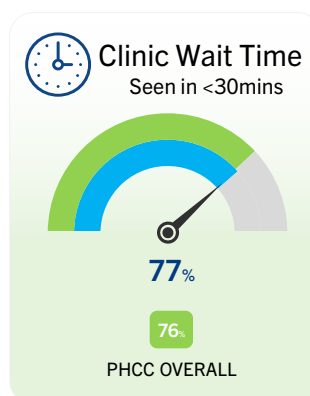 Clinic Wait Time
Seen in <30mins
77%
76%
PHCC OVERALL